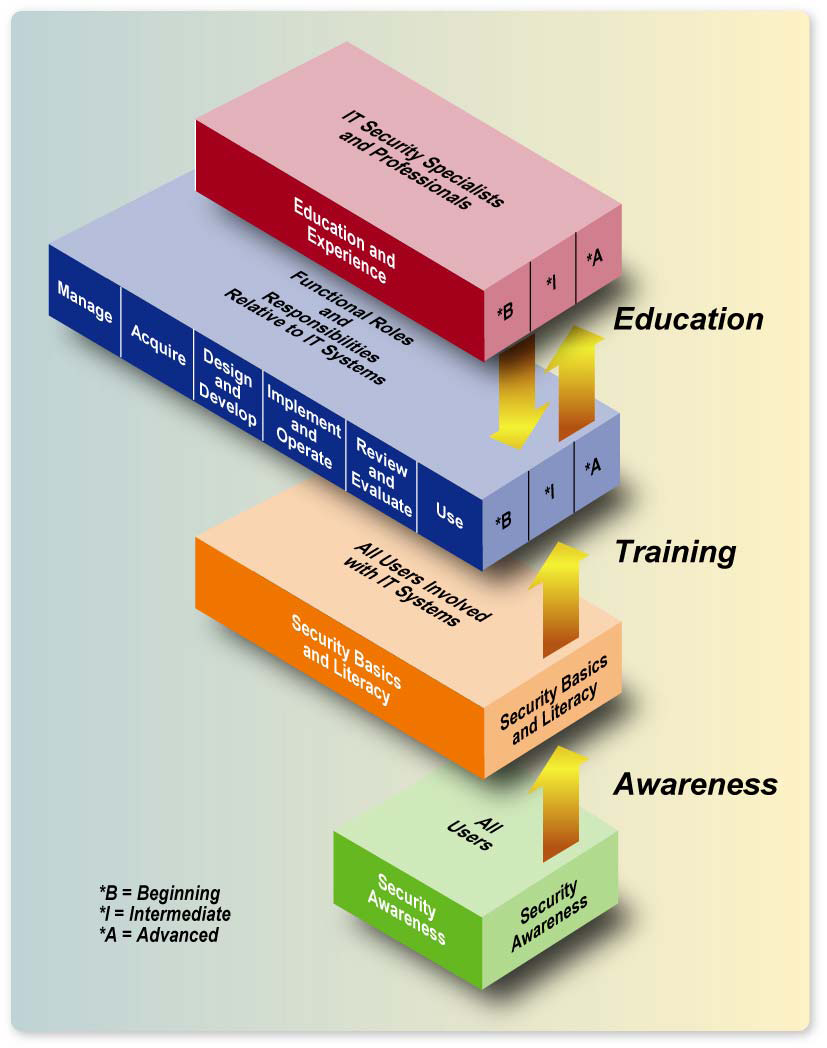 IT Security Specialists
and Professionals
Education and
Experience
*B
*I
*A
Education
Functional Roles
and
Responsibilities
Relative to IT Systems
Manage
Acquire
Design
and
Develop
Implement
and
Operate
Review
and
Evaluate
Use
*B
*I
*A
Training
All Users Involved
with IT Systems
Security Basics
and Literacy
Security Basics
and Literacy
Awareness
All
Users
Security
Awareness
Security
Awareness
*B = Beginning
*I = Intermediate
*A = Advanced